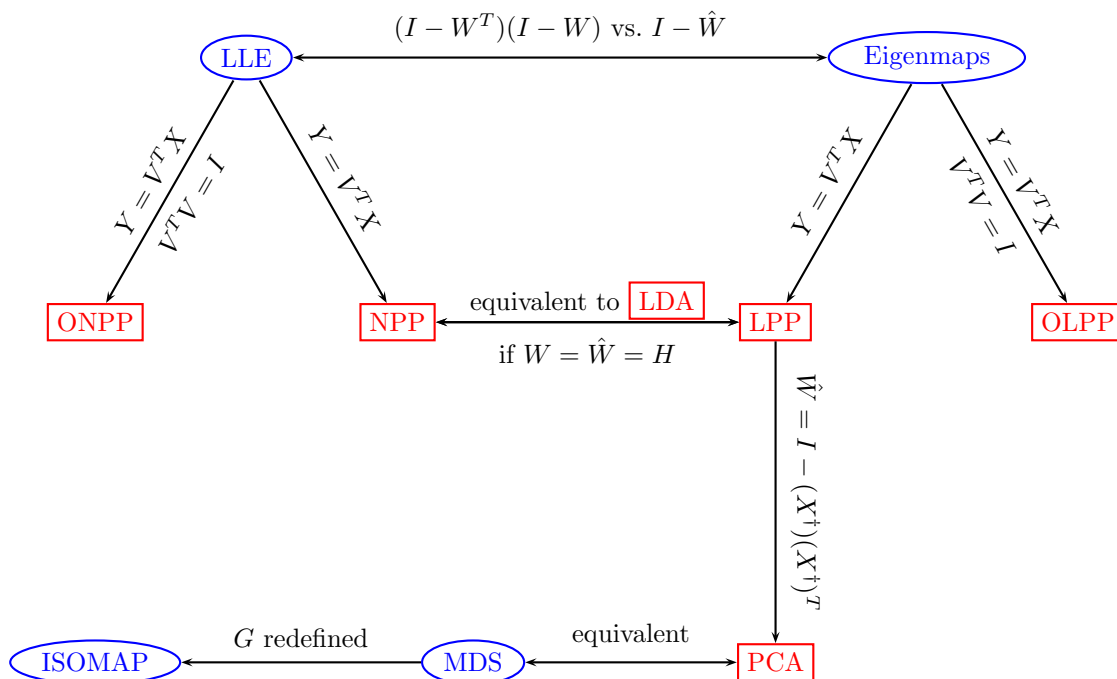 (I − W^T)(I − W) vs. I − Ŵ
LLE
Eigenmaps
Y = V^T X
V^T V = I
Y = V^T X
Y = V^T X
Y = V^T X
V^T V = I
ONPP
NPP
equivalent to LDA
if W = Ŵ = H
LPP
OLPP
Ŵ = I − (X^†)(X^†)^T
ISOMAP
G redefined
MDS
equivalent
PCA